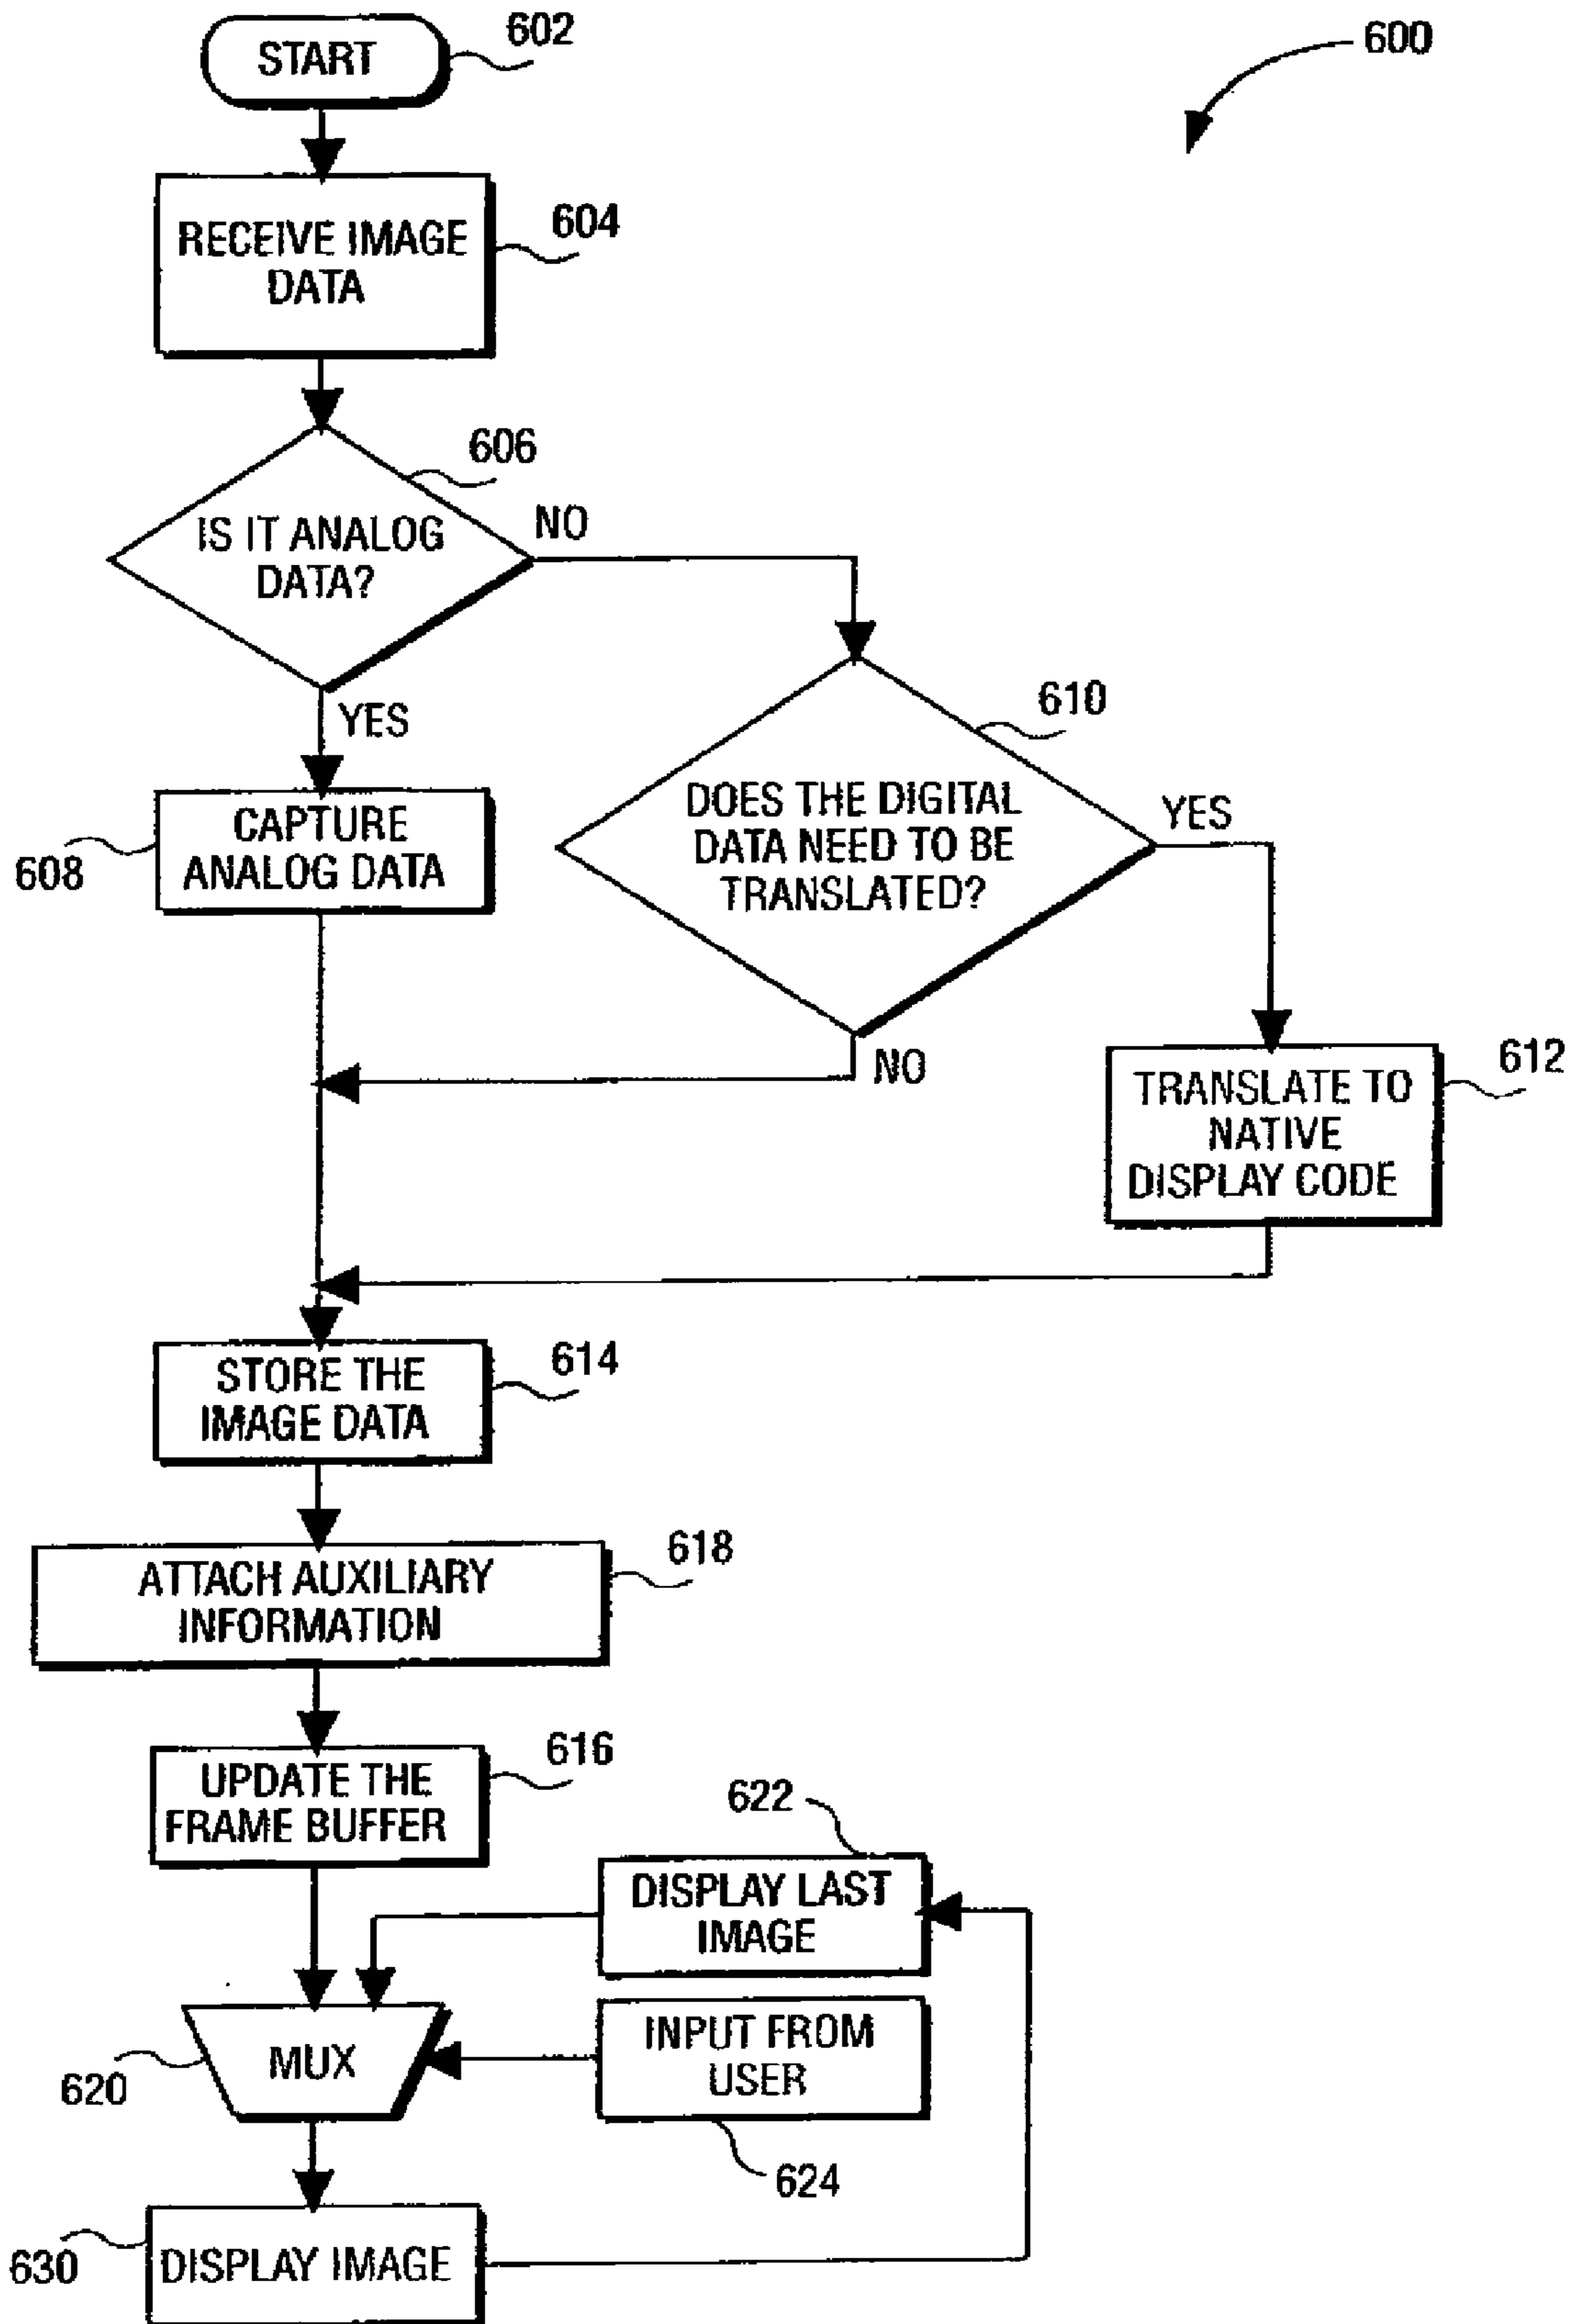 START
602
600
RECEIVE IMAGE
DATA
604
606
IS IT ANALOG
DATA?
NO
YES
610
DOES THE DIGITAL
DATA NEED TO BE
TRANSLATED?
YES
CAPTURE
ANALOG DATA
608
NO
612
TRANSLATE TO
NATIVE
DISPLAY CODE
STORE THE
IMAGE DATA
614
ATTACH AUXILIARY
INFORMATION
618
UPDATE THE
FRAME BUFFER
616
622
DISPLAY LAST
IMAGE
MUX
620
INPUT FROM
USER
624
630
DISPLAY IMAGE